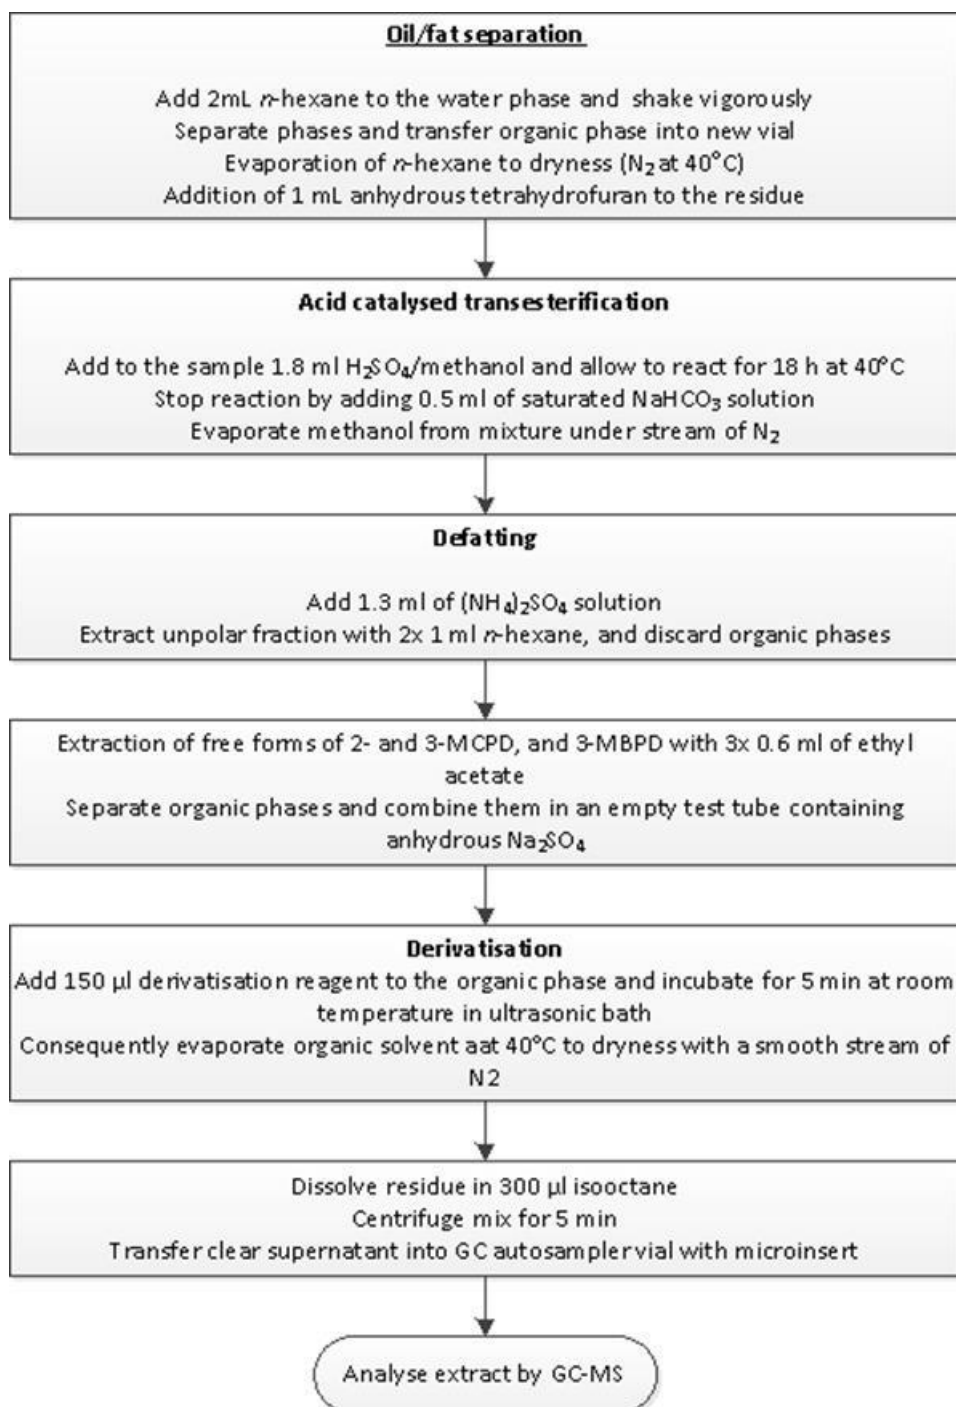 Oil/fat separation
Add 2mL n-hexane to the water phase and shake vigorously
Separate phases and transfer organic phase into new vial
Evaporation of n-hexane to dryness (N₂ at 40°C)
Addition of 1 mL anhydrous tetrahydrofuran to the residue
Acid catalysed transesterification
Add to the sample 1.8 ml H₂SO₄/methanol and allow to react for 18 h at 40°C
Stop reaction by adding 0.5 ml of saturated NaHCO₃ solution
Evaporate methanol from mixture under stream of N₂
Defatting
Add 1.3 ml of (NH₄)₂SO₄ solution
Extract unpolar fraction with 2x 1 ml n-hexane, and discard organic phases
Extraction of free forms of 2- and 3-MCPD, and 3-MBPD with 3x 0.6 ml of ethyl
acetate
Separate organic phases and combine them in an empty test tube containing
anhydrous Na₂SO₄
Derivatisation
Add 150 µl derivatisation reagent to the organic phase and incubate for 5 min at room
temperature in ultrasonic bath
Consequently evaporate organic solvent aat 40°C to dryness with a smooth stream of
N2
Dissolve residue in 300 µl isooctane
Centrifuge mix for 5 min
Transfer clear supernatant into GC autosampler vial with microinsert
Analyse extract by GC-MS